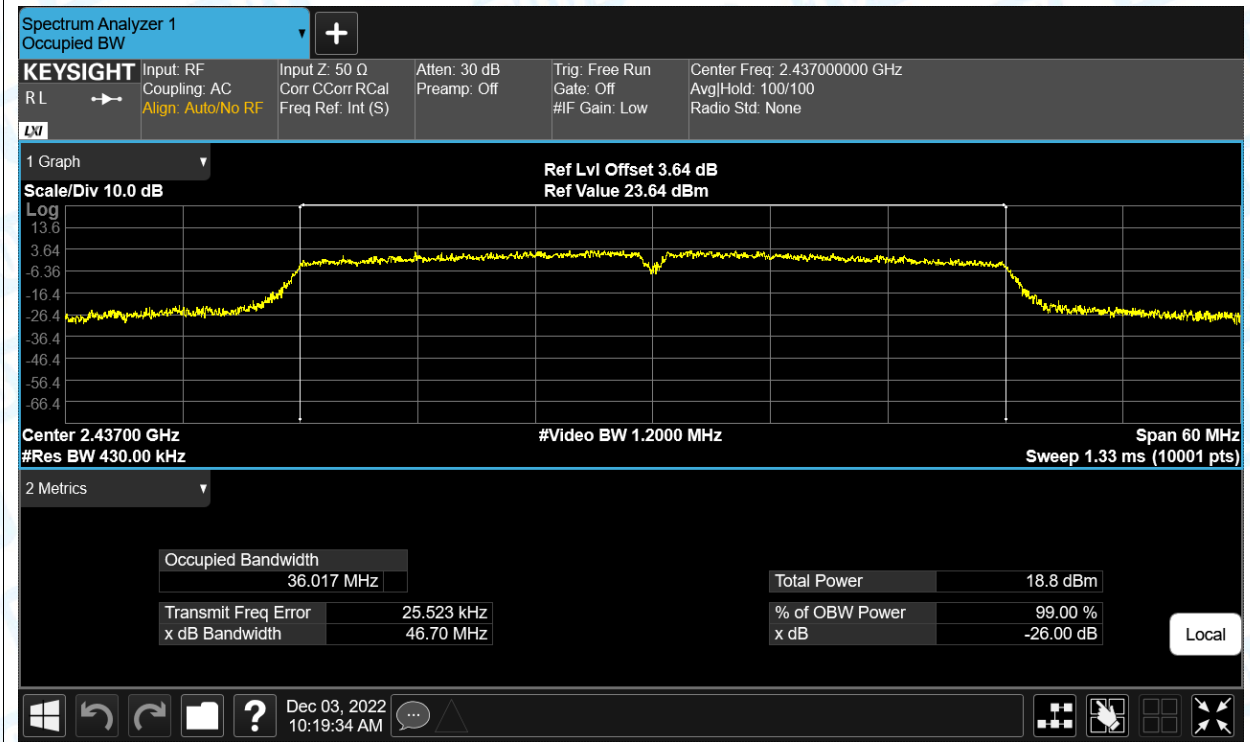 Spectrum Analyzer 1
Occupied BW
KEYSIGHT
R L
LXI
Input: RF
Coupling: AC
Align: Auto/No RF
Input Z: 50 Ω
Corr CCorr RCal
Freq Ref: Int (S)
Atten: 30 dB
Preamp: Off
Trig: Free Run
Gate: Off
#IF Gain: Low
Center Freq: 2.437000000 GHz
Avg|Hold: 100/100
Radio Std: None
1 Graph
Scale/Div 10.0 dB
Ref Lvl Offset 3.64 dB
Ref Value 23.64 dBm
Log
13.6
3.64
-6.36
-16.4
-26.4
-36.4
-46.4
-56.4
-66.4
Center 2.43700 GHz
#Video BW 1.2000 MHz
Span 60 MHz
#Res BW 430.00 kHz
Sweep 1.33 ms (10001 pts)
2 Metrics
Occupied Bandwidth
36.017 MHz
Transmit Freq Error 25.523 kHz
x dB Bandwidth 46.70 MHz
Total Power 18.8 dBm
% of OBW Power 99.00 %
x dB -26.00 dB
Local
?
Dec 03, 2022
10:19:34 AM